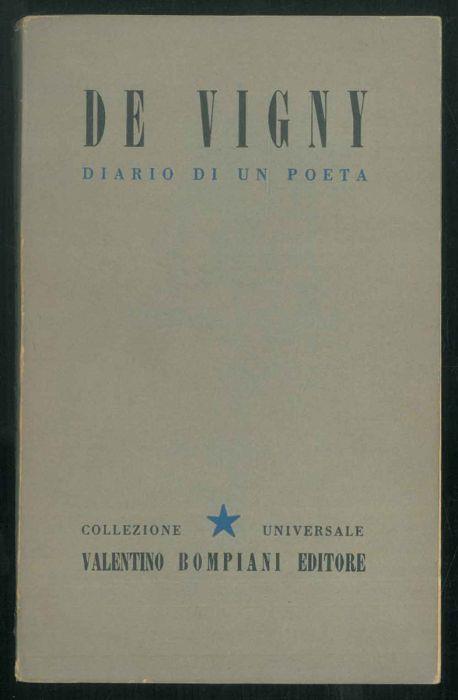 DE VIGNY
DIARIO DI UN POETA
COLLEZIONE UNIVERSALE
VALENTINO BOMPIANI EDITORE